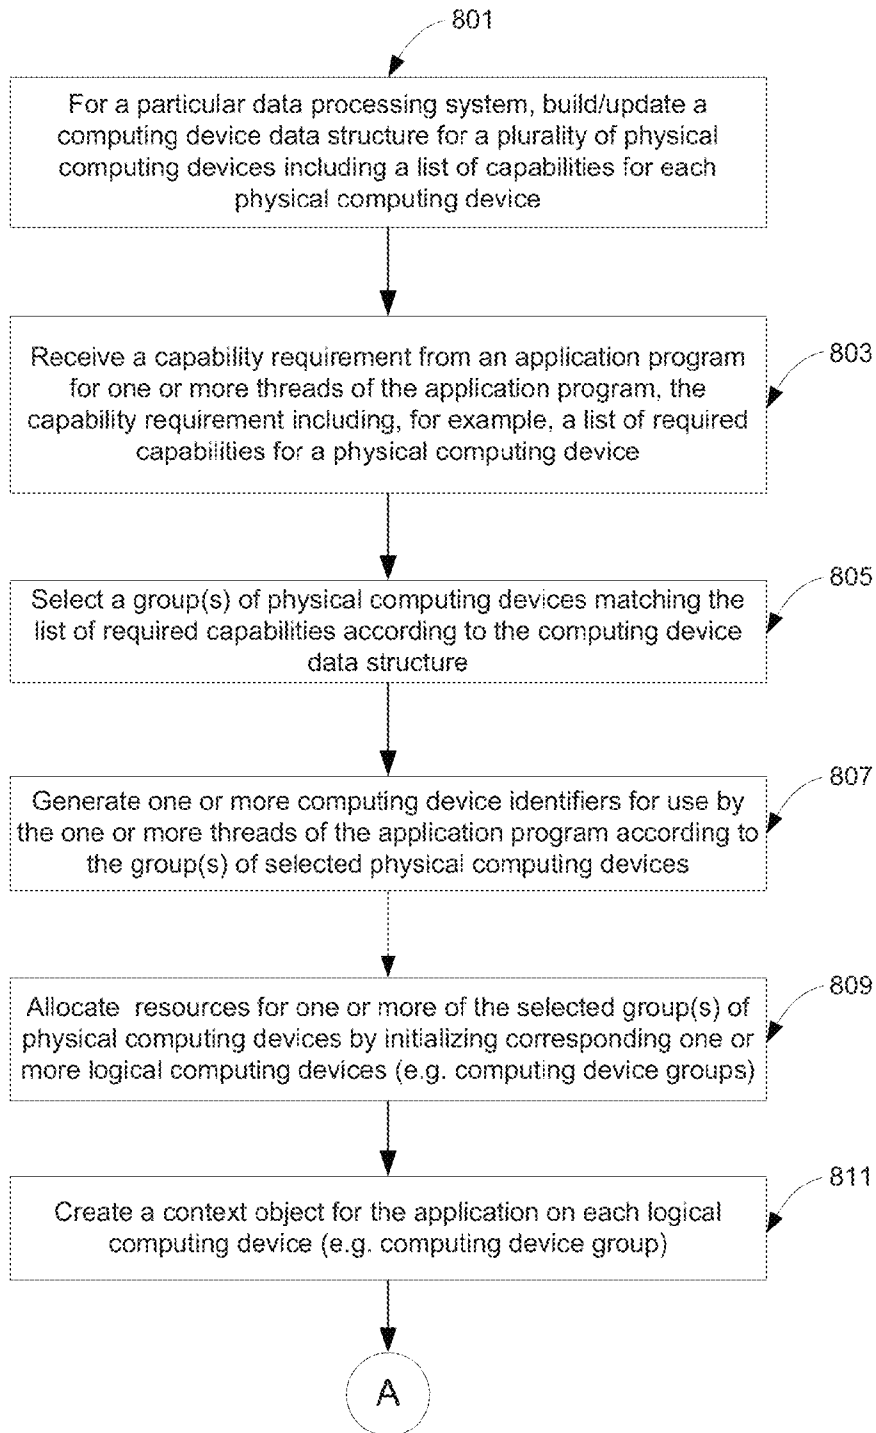 801
For a particular data processing system, build/update a
computing device data structure for a plurality of physical
computing devices including a list of capabilities for each
physical computing device
803
Receive a capability requirement from an application program
for one or more threads of the application program, the
capability requirement including, for example, a list of required
capabilities for a physical computing device
805
Select a group(s) of physical computing devices matching the
list of required capabilities according to the computing device
data structure
807
Generate one or more computing device identifiers for use by
the one or more threads of the application program according to
the group(s) of selected physical computing devices
809
Allocate resources for one or more of the selected group(s) of
physical computing devices by initializing corresponding one or
more logical computing devices (e.g. computing device groups)
811
Create a context object for the application on each logical
computing device (e.g. computing device group)
A